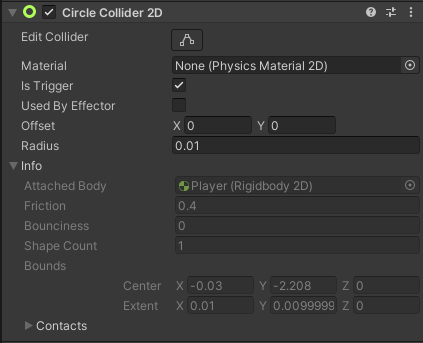 Circle Collider 2D
Edit Collider
Material None (Physics Material 2D)
Is Trigger
Used By Effector
Offset X 0 Y 0
Radius 0.01
Info
Attached Body Player (Rigidbody 2D)
Friction 0.4
Bounciness 0
Shape Count 1
Bounds
Center X -0.03 Y -2.208 Z 0
Extent X 0.01 Y 0.0099999 Z 0
Contacts